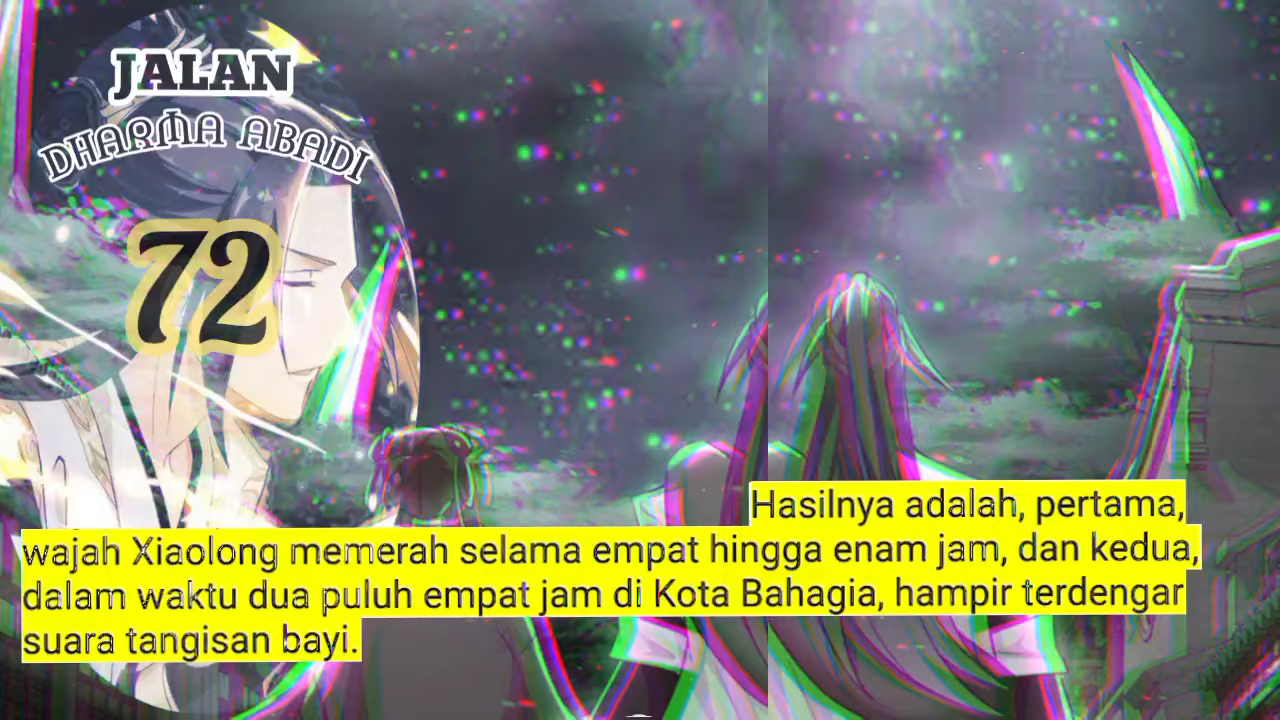 JALAN
DHARMA ABADI
72
Hasilnya adalah, pertama,
wajah Xiaolong memerah selama empat hingga enam jam, dan kedua,
dalam waktu dua puluh empat jam di Kota Bahagia, hampir terdengar
suara tangisan bayi.